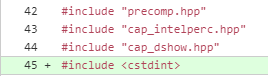 42 #include "precomp.hpp"
43 #include "cap_intelperc.hpp"
44 #include "cap_dshow.hpp"
45 + #include <cstdint>